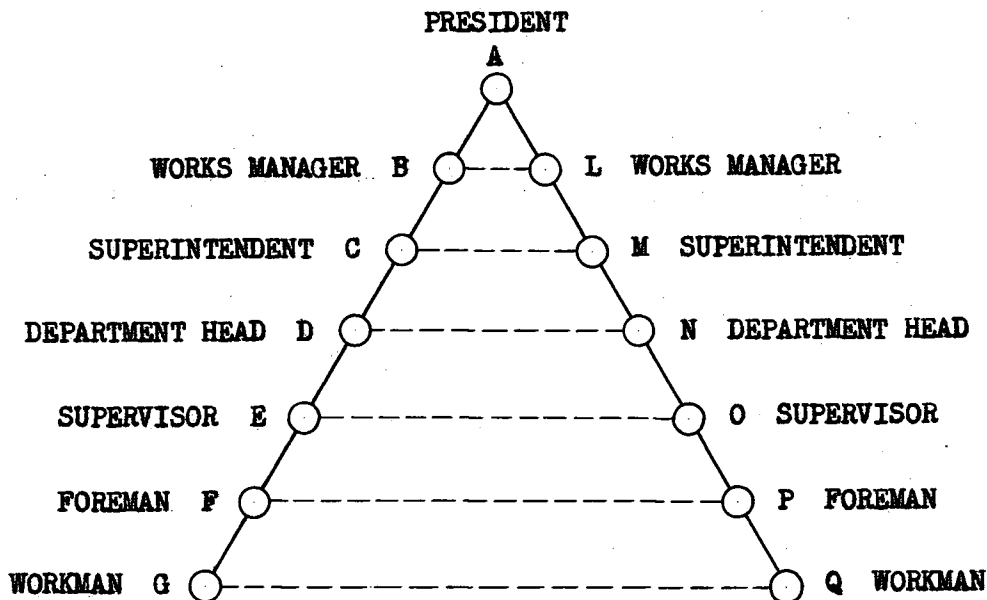 PRESIDENT
A
WORKS MANAGER B L WORKS MANAGER
SUPERINTENDENT C M SUPERINTENDENT
DEPARTMENT HEAD D N DEPARTMENT HEAD
SUPERVISOR E O SUPERVISOR
FOREMAN F P FOREMAN
WORKMAN G Q WORKMAN